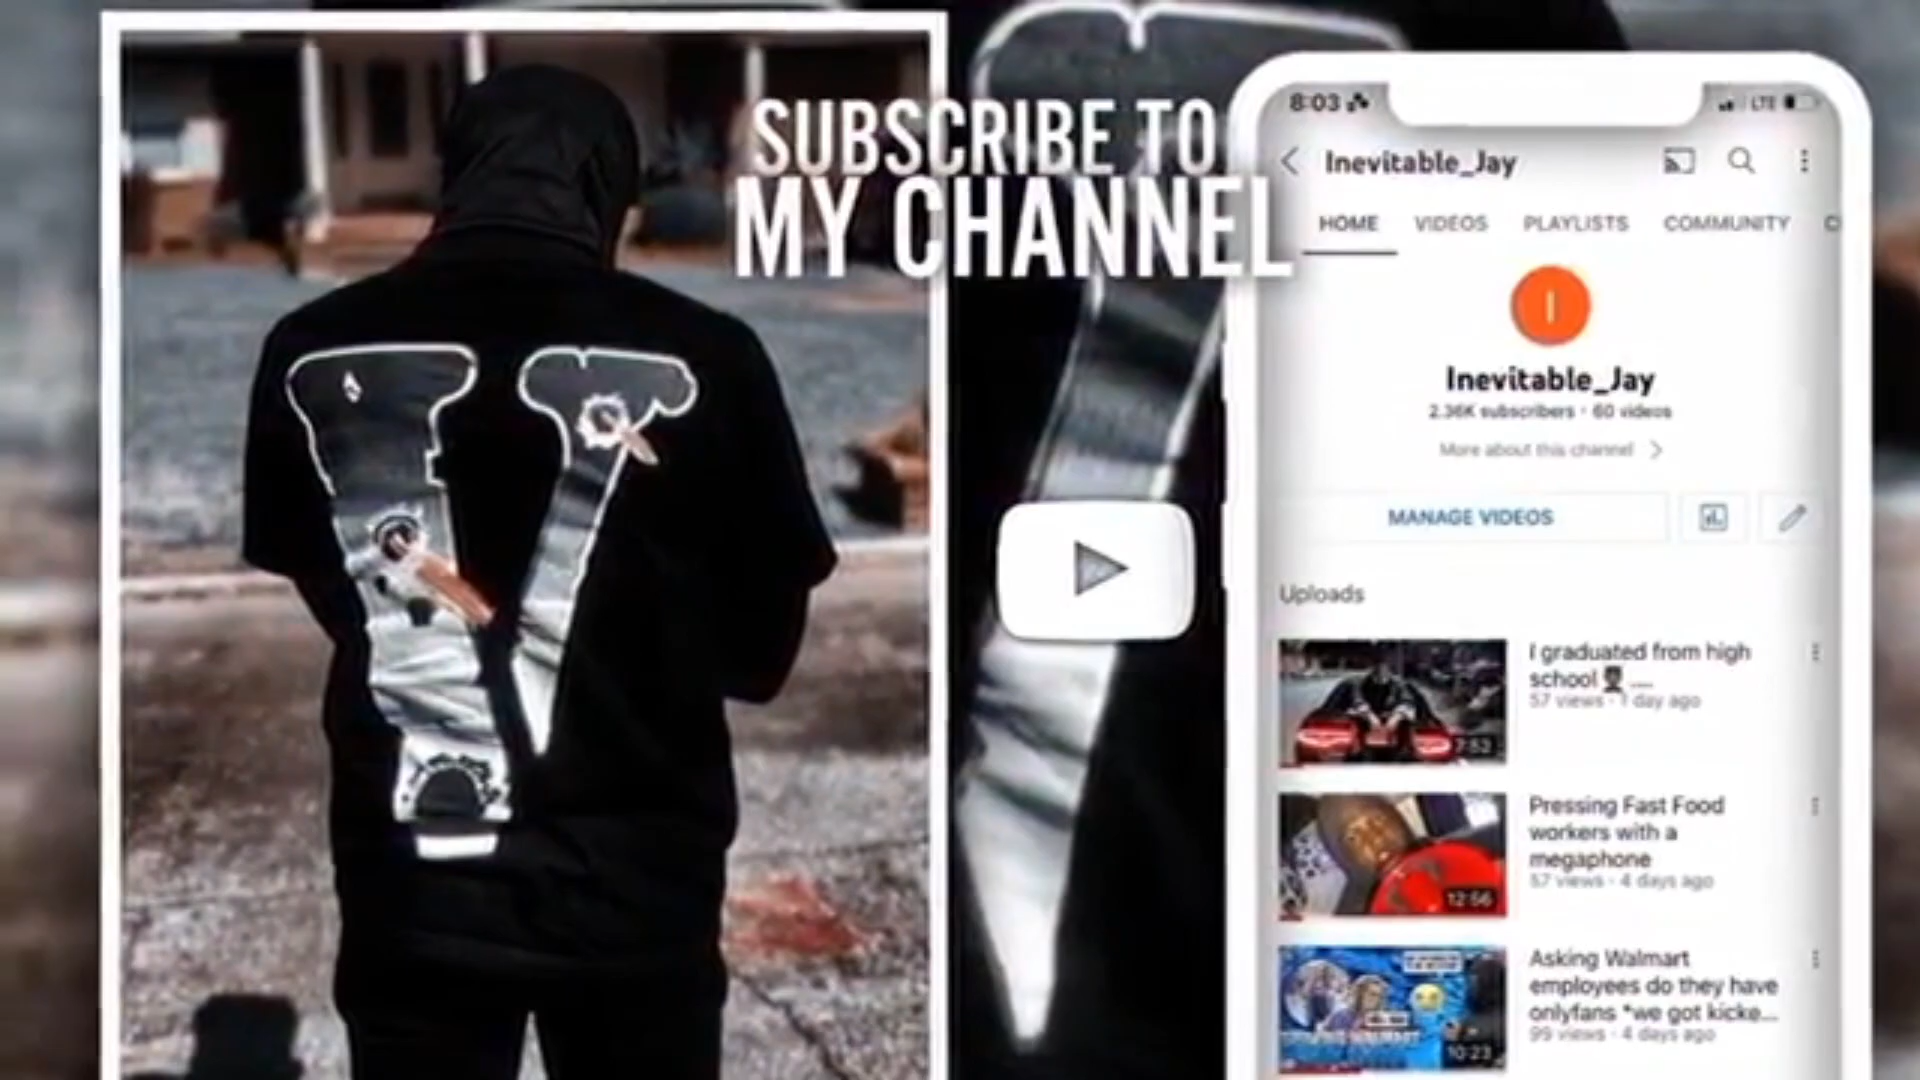 SUBSCRIBE TO
MY CHANNEL
8:03
LTE
Inevitable_Jay
HOME VIDEOS PLAYLISTS COMMUNITY
I
Inevitable_Jay
2.36K subscribers · 60 videos
More about this channel
MANAGE VIDEOS
Uploads
I graduated from high
school 👨🏿‍🎓 ....
57 views · 1 day ago
7:52
Pressing Fast Food
workers with a
megaphone
57 views · 4 days ago
12:56
Asking Walmart
employees do they have
onlyfans *we got kicke...
99 views · 4 days ago
10:23